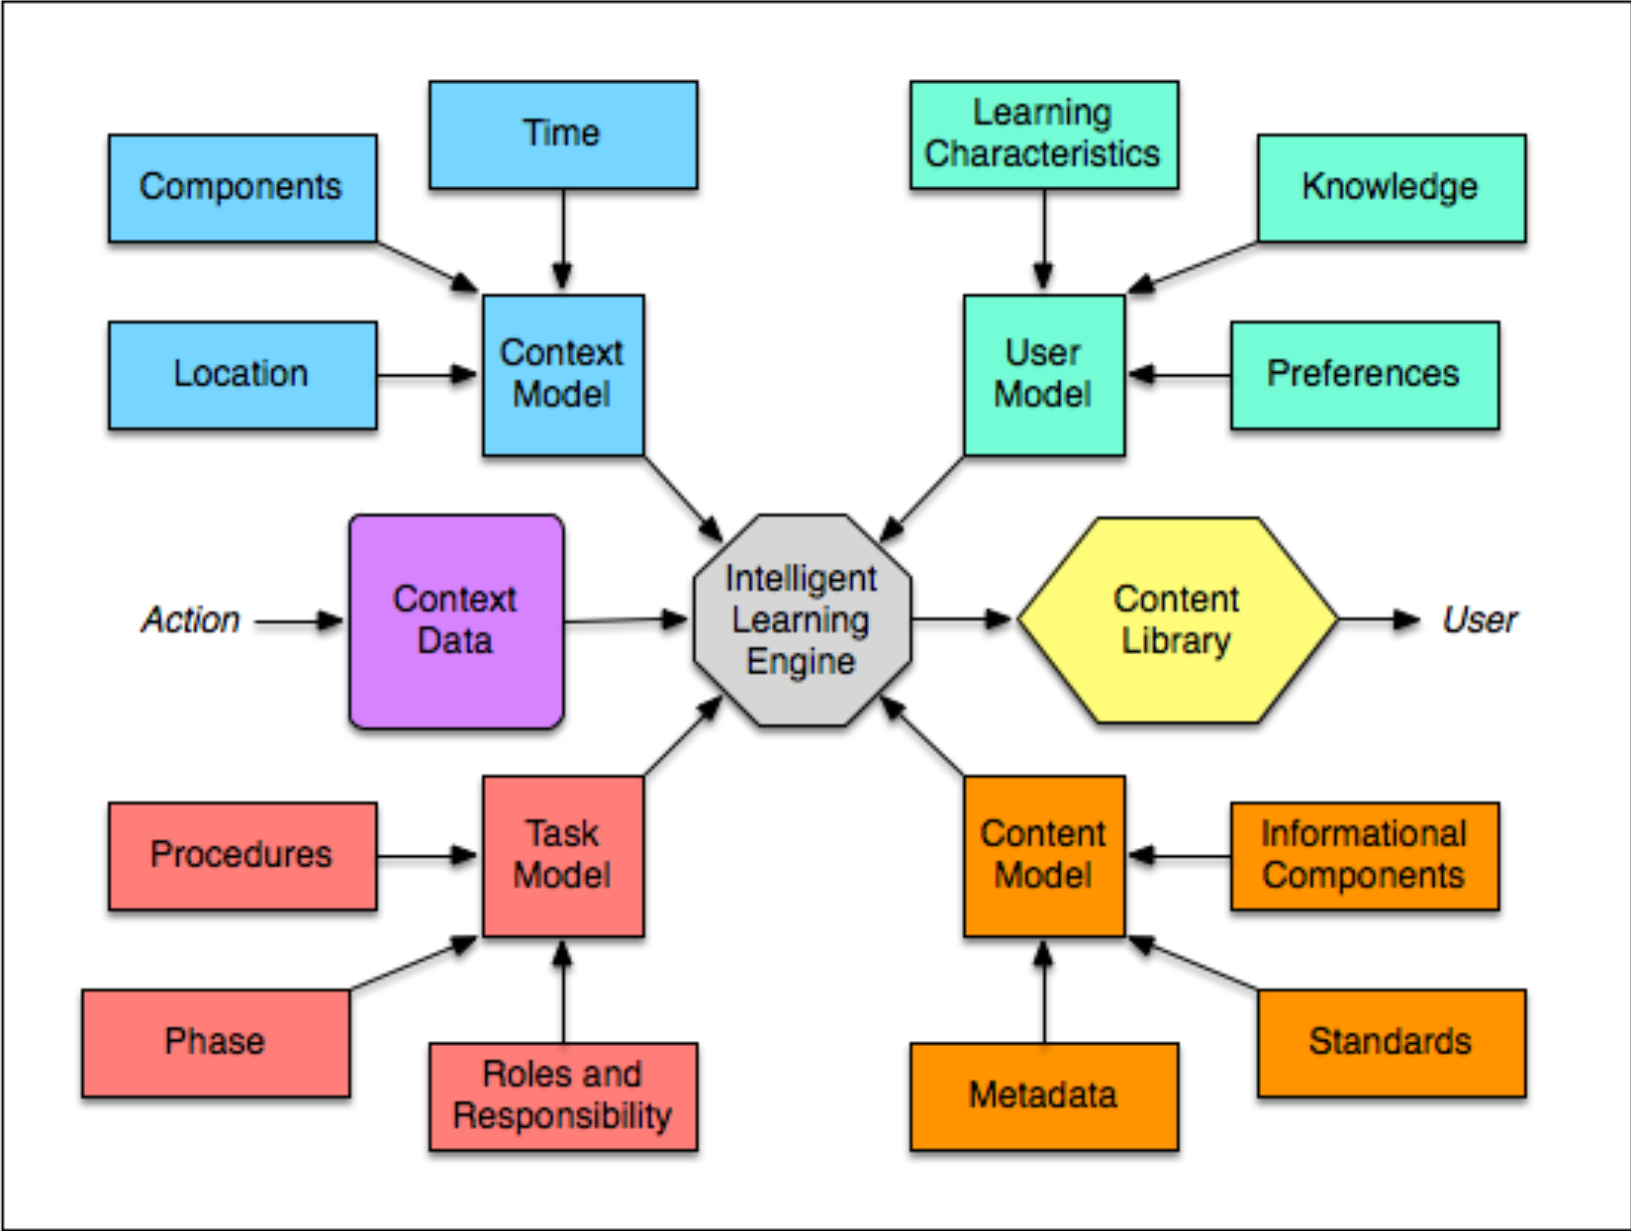 Time
Learning
Characteristics
Components
Knowledge
Location
Context
Model
User
Model
Preferences
Action
Context
Data
Intelligent
Learning
Engine
Content
Library
User
Procedures
Task
Model
Content
Model
Informational
Components
Phase
Roles and
Responsibility
Metadata
Standards